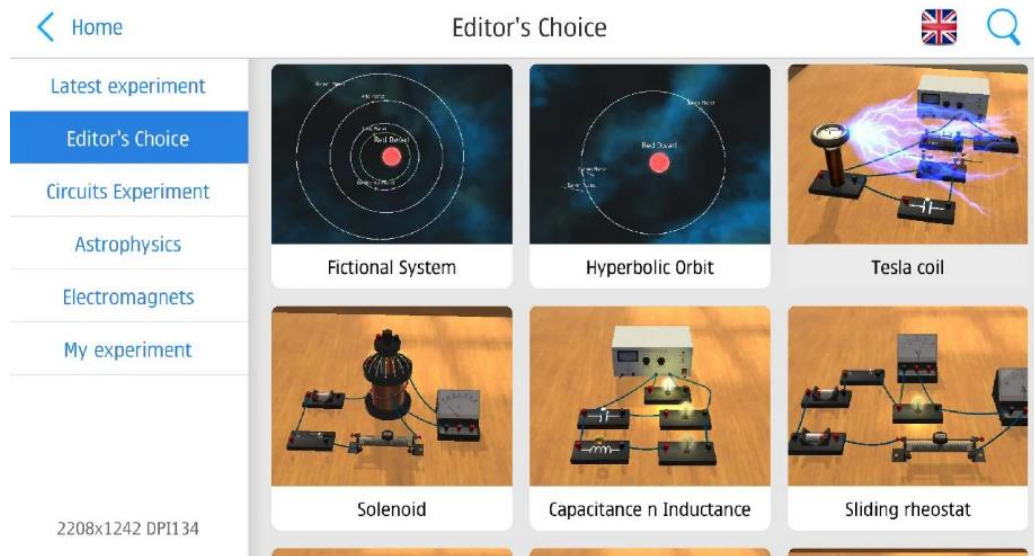 Home
Editor's Choice
Latest experiment
Editor's Choice
Circuits Experiment
Astrophysics
Electromagnets
My experiment
2208x1242 DPI134
Red Dwarf
Fictional System
Red Dwarf
Hyperbolic Orbit
Tesla coil
Solenoid
Capacitance n Inductance
Sliding rheostat